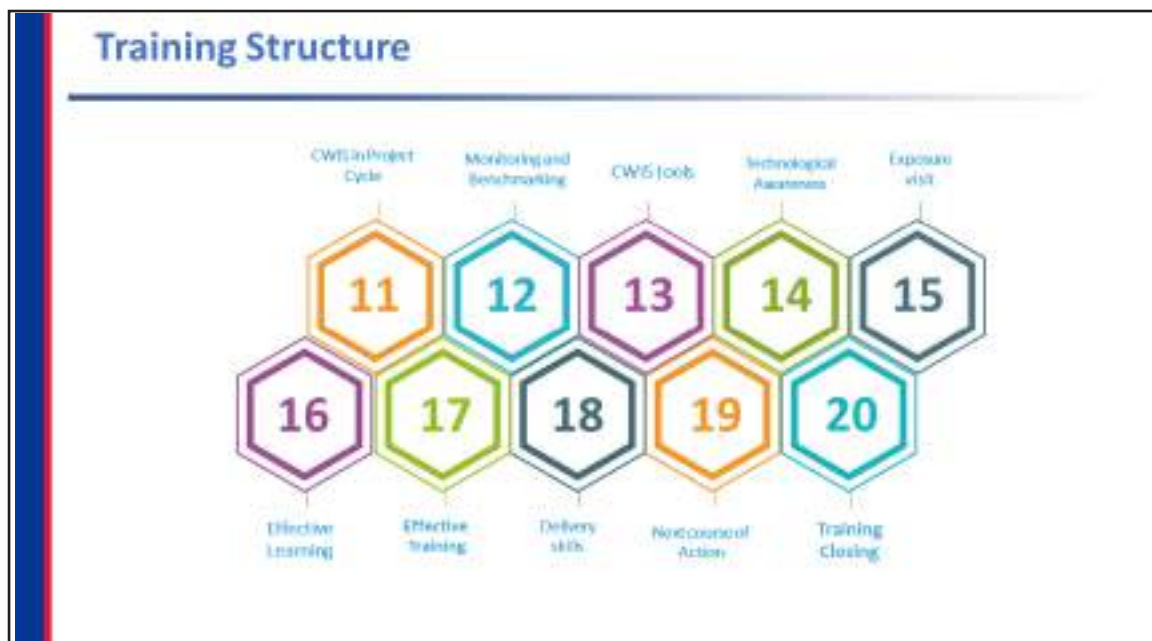 Training Structure
CWIS in Project
Cycle
Monitoring and
Benchmarking
CWIS Tools
Technological
Awareness
Exposure
visit
11
12
13
14
15
16
17
18
19
20
Effective
Learning
Effective
Training
Delivery
skills
Next course of
Action
Training
Closing